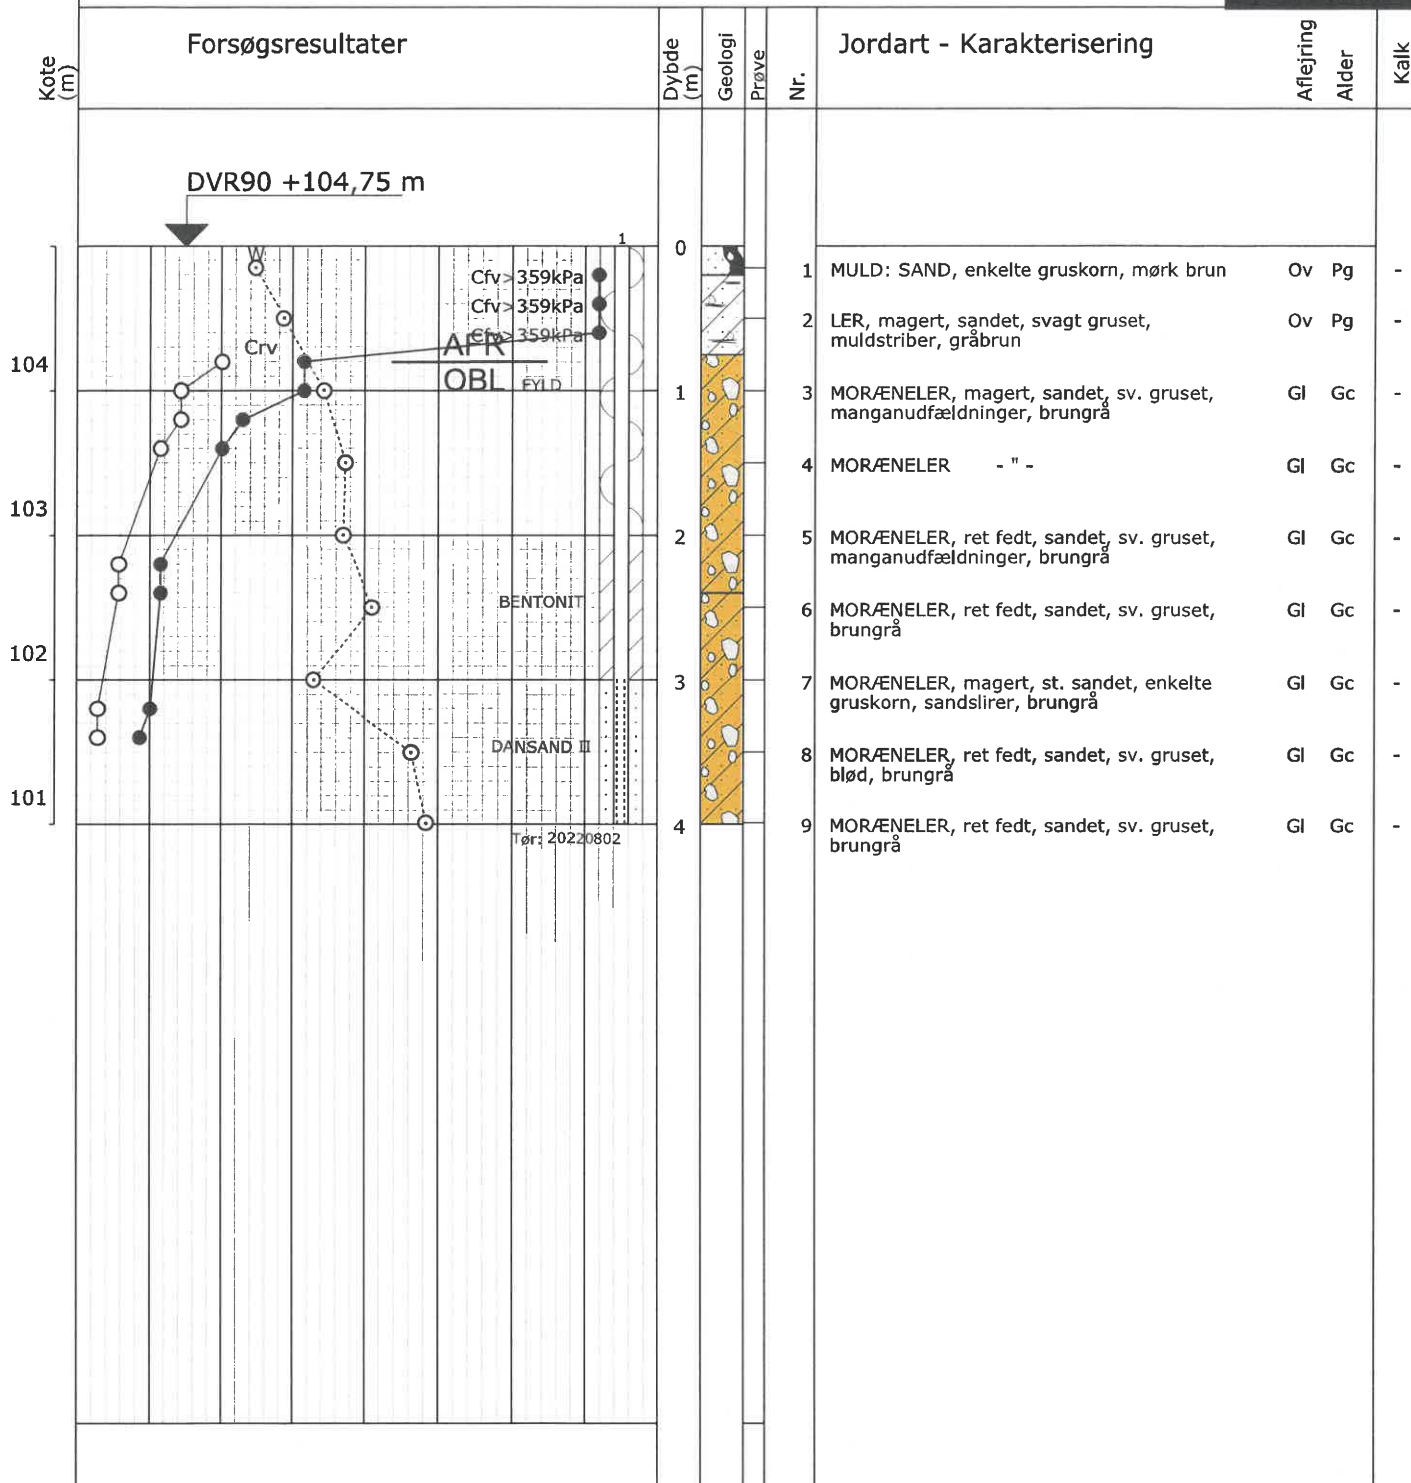 Forsøgsresultater
Kote (m)
Dybde (m)
Geologi
Prøve
Nr.
Jordart - Karakterisering
Aflejring
Alder
Kalk
DVR90 +104,75 m
W
1
0
Cfv>359kPa
Cfv>359kPa
Cfv>359kPa
Crv
AFR
OBL
FYLD
104
1
103
2
BENTONIT
102
3
DANSAND II
101
4
Tør: 20220802
1 MULD: SAND, enkelte gruskorn, mørk brun Ov Pg -
2 LER, magert, sandet, svagt gruset, Ov Pg -
muldstriber, gråbrun
3 MORÆNELER, magert, sandet, sv. gruset, Gl Gc -
manganudfældninger, brungrå
4 MORÆNELER - " - Gl Gc -
5 MORÆNELER, ret fedt, sandet, sv. gruset, Gl Gc -
manganudfældninger, brungrå
6 MORÆNELER, ret fedt, sandet, sv. gruset, Gl Gc -
brungrå
7 MORÆNELER, magert, st. sandet, enkelte Gl Gc -
gruskorn, sandslirer, brungrå
8 MORÆNELER, ret fedt, sandet, sv. gruset, Gl Gc -
blød, brungrå
9 MORÆNELER, ret fedt, sandet, sv. gruset, Gl Gc -
brungrå